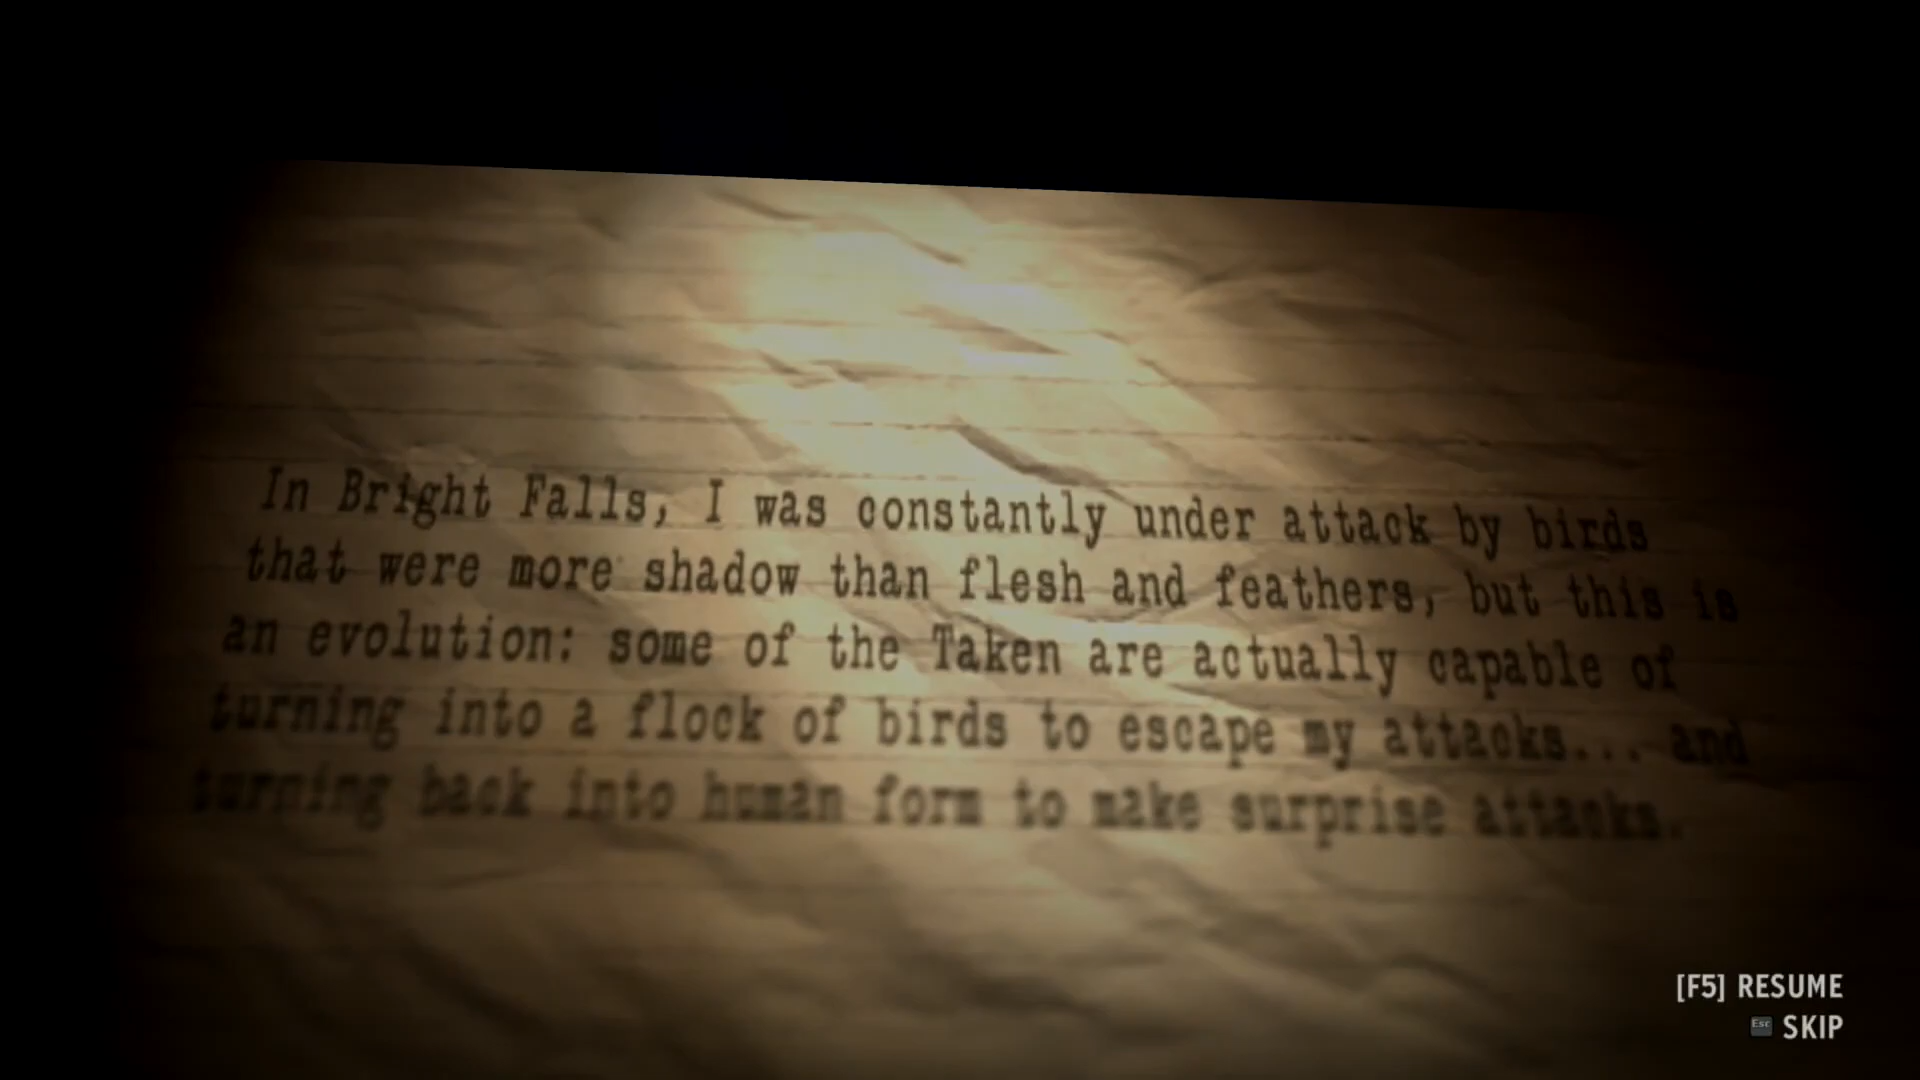 In Bright Falls, I was constantly under attack by birds
that were more shadow than flesh and feathers, but this is
an evolution: some of the Taken are actually capable of
turning into a flock of birds to escape my attacks... and
turning back into human form to make surprise attacks.
[F5] RESUME
Esc SKIP